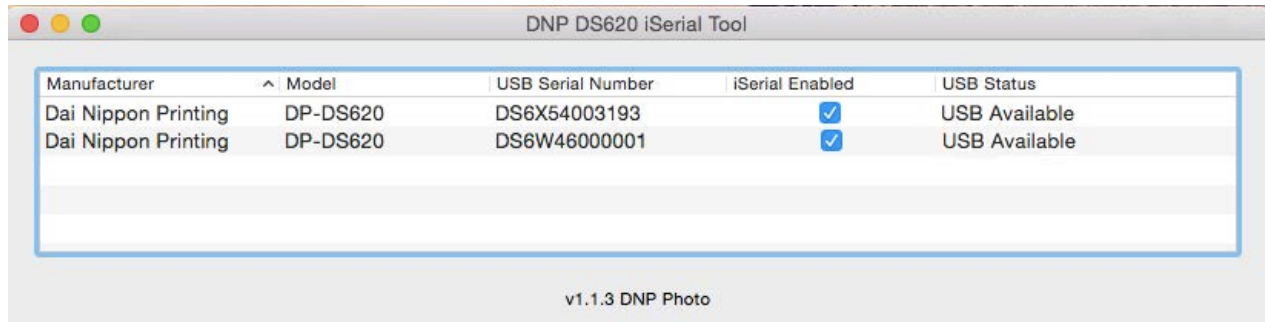 DNP DS620 iSerial Tool
Manufacturer Model USB Serial Number iSerial Enabled USB Status
Dai Nippon Printing DP-DS620 DS6X54003193 USB Available
Dai Nippon Printing DP-DS620 DS6W46000001 USB Available
v1.1.3 DNP Photo